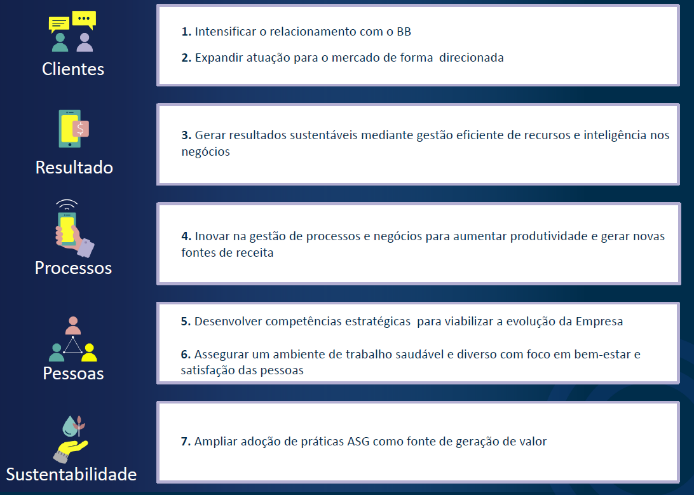 Clientes
1. Intensificar o relacionamento com o BB
2. Expandir atuação para o mercado de forma direcionada
Resultado
3. Gerar resultados sustentáveis mediante gestão eficiente de recursos e inteligência nos
negócios
Processos
4. Inovar na gestão de processos e negócios para aumentar produtividade e gerar novas
fontes de receita
Pessoas
5. Desenvolver competências estratégicas para viabilizar a evolução da Empresa
6. Assegurar um ambiente de trabalho saudável e diverso com foco em bem-estar e
satisfação das pessoas
Sustentabilidade
7. Ampliar adoção de práticas ASG como fonte de geração de valor